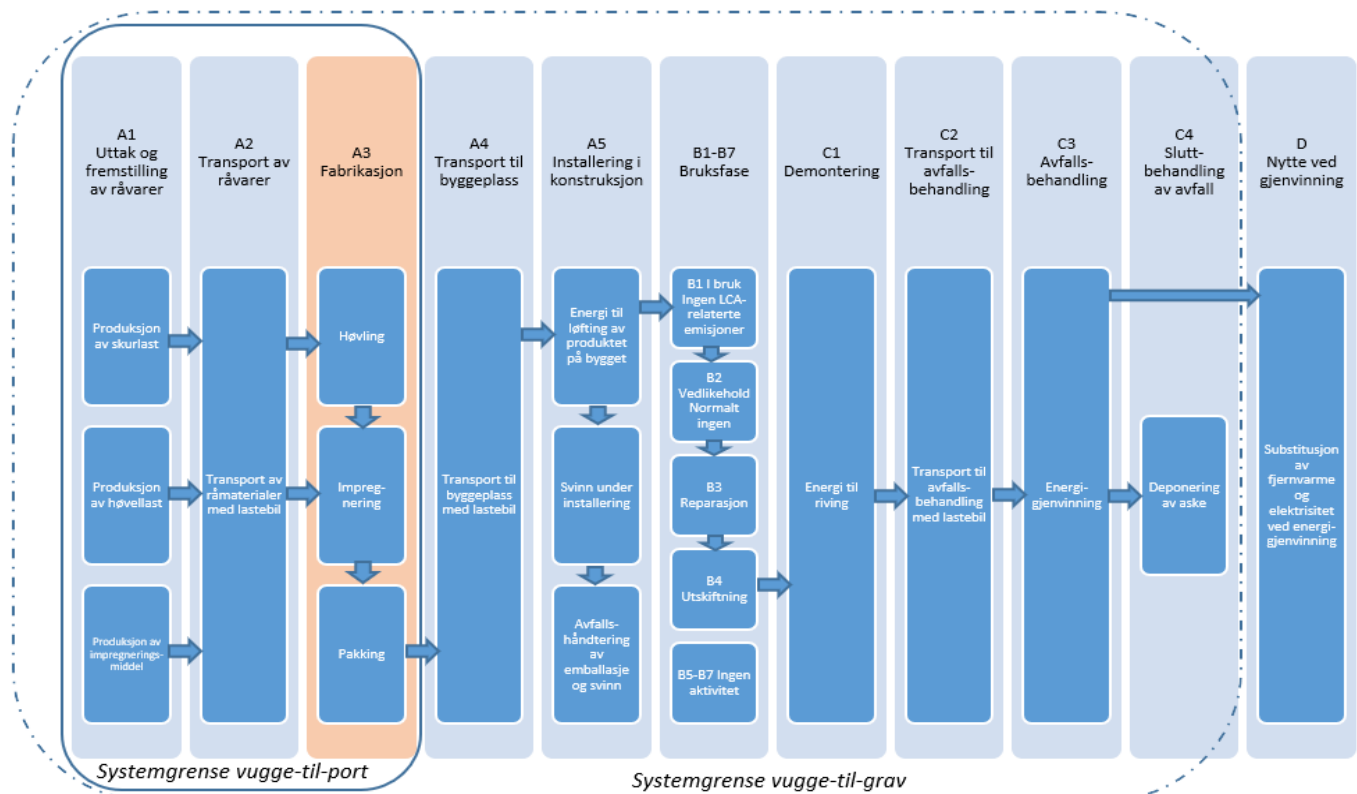 A1
Uttak og
fremstilling
av råvarer
A2
Transport av
råvarer
A3
Fabrikasjon
A4
Transport til
byggeplass
A5
Installering i
konstruksjon
B1-B7
Bruksfase
C1
Demontering
C2
Transport til
avfalls-
behandling
C3
Avfalls-
behandling
C4
Slutt-
behandling
av avfall
D
Nytte ved
gjenvinning
Produksjon
av skurlast
Produksjon
av høvellast
Produksjon av
impregnerings-
middel
Transport av
råmaterialer
med lastebil
Høvling
Impreg-
nering
Pakking
Transport til
byggeplass
med lastebil
Energi til
løfting av
produktet
på bygget
Svinn under
installering
Avfalls-
håndtering
av
emballasje
og svinn
B1 I bruk
Ingen LCA-
relaterte
emisjoner
B2
Vedlikehold
Normalt
ingen
B3
Reparasjon
B4
Utskiftning
B5-B7 Ingen
aktivitet
Energi til
riving
Transport til
avfalls-
behandling
med lastebil
Energi-
gjenvinning
Deponering
av aske
Substitusjon
av
fjernvarme
og
elektrisitet
ved energi-
gjenvinning
Systemgrense vugge-til-port
Systemgrense vugge-til-grav